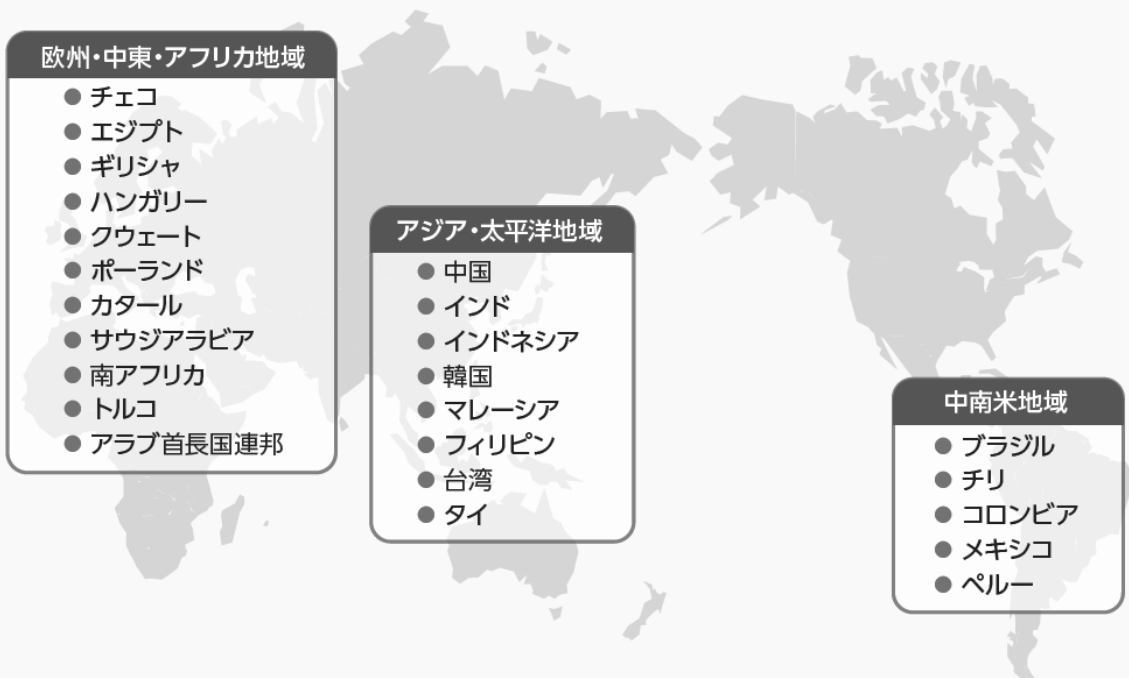 欧州・中東・アフリカ地域
● チェコ
● エジプト
● ギリシャ
● ハンガリー
● クウェート
● ポーランド
● カタール
● サウジアラビア
● 南アフリカ
● トルコ
● アラブ首長国連邦
アジア・太平洋地域
● 中国
● インド
● インドネシア
● 韓国
● マレーシア
● フィリピン
● 台湾
● タイ
中南米地域
● ブラジル
● チリ
● コロンビア
● メキシコ
● ペルー